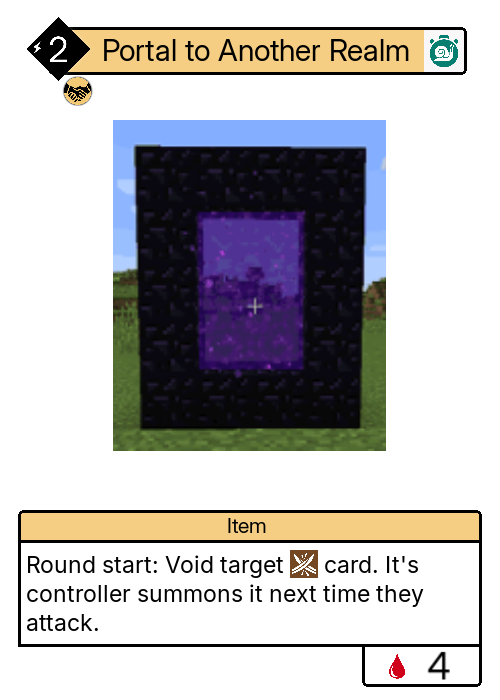 2 Portal to Another Realm
Item
Round start: Void target card. It's
controller summons it next time they
attack.
4